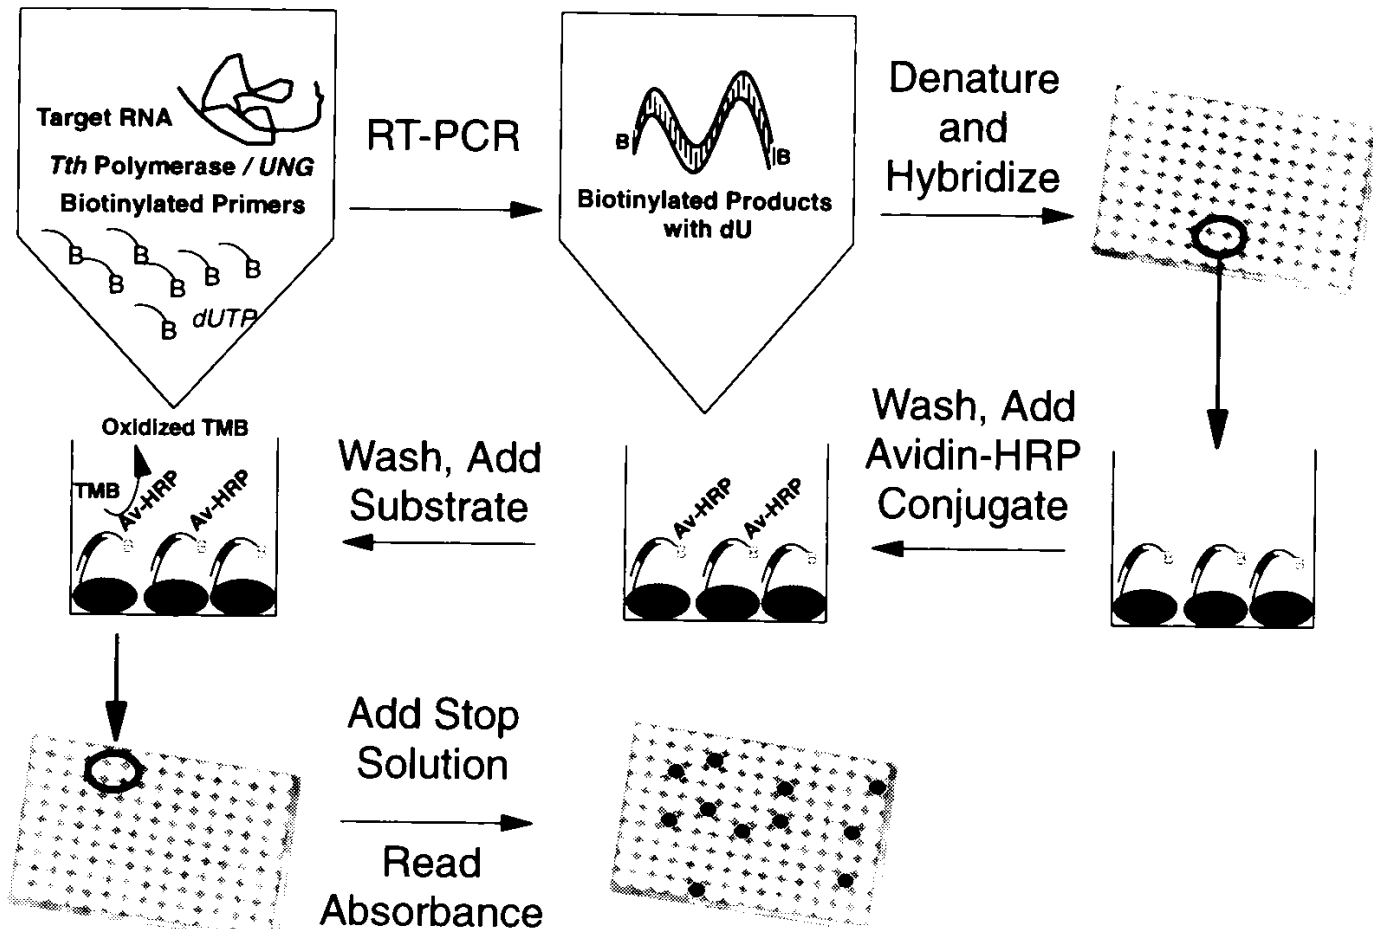 Target RNA
Tth Polymerase / UNG
Biotinylated Primers
B
B
B
B
B
B
B
dUTP
RT-PCR
B
B
Biotinylated Products
with dU
Denature
and
Hybridize
Wash, Add
Avidin-HRP
Conjugate
B
B
B
Av-HRP
Av-HRP
B
B
B
Wash, Add
Substrate
Oxidized TMB
TMB
Av-HRP
Av-HRP
B
B
B
Add Stop
Solution
Read
Absorbance